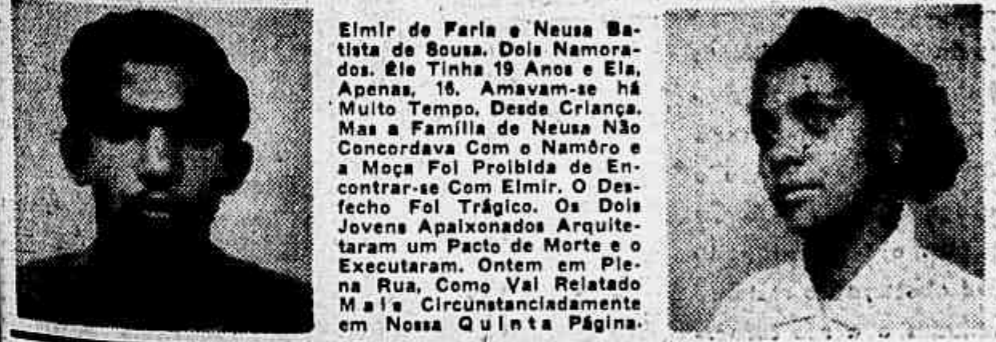 Elmir de Faria e Neusa Ba-
tista de Sousa. Dois Namora-
dos. Êle Tinha 19 Anos e Ela,
Apenas, 16. Amavam-se há
Muito Tempo, Desde Criança.
Mas a Família de Neusa Não
Concordava Com o Namôro e
a Moça Foi Proibida de En-
contrar-se Com Elmir. O Des-
fecho Foi Trágico. Os Dois
Jovens Apaixonados Arquite-
taram um Pacto de Morte e o
Executaram. Ontem em Ple-
na Rua, Como Vai Relatado
Mais Circunstanciadamente
em Nossa Quinta Página.